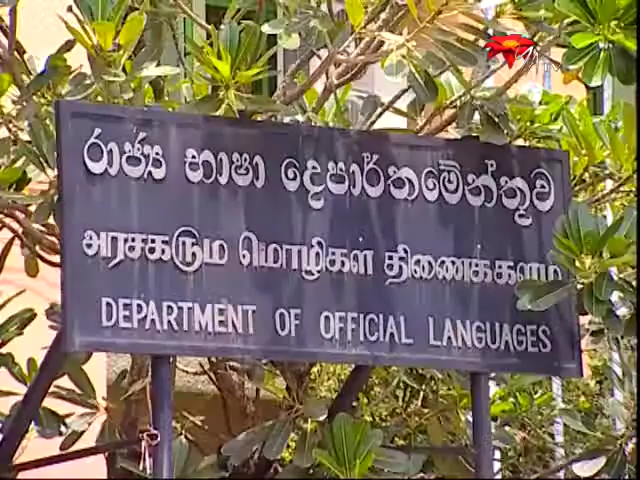 රාජ්‍ය භාෂා දෙපාර්තමේන්තුව
அரசகரும மொழிகள் திணைக்களம்
DEPARTMENT OF OFFICIAL LANGUAGES